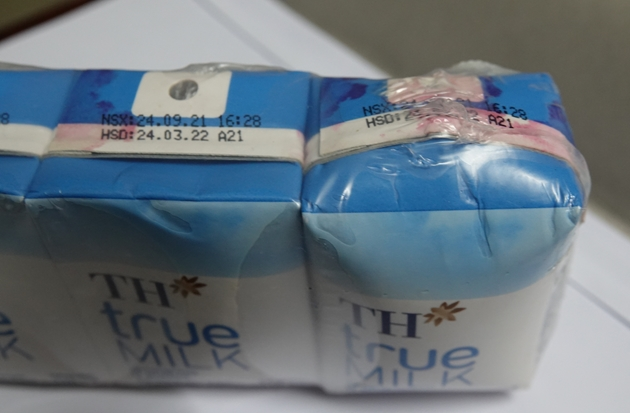 8
NSX:24.09.21 16:28
HSD:24.03.22 A21
NSX 16:28
HSD: A21
TH
true
MILK
TH
true
MILK
e
K